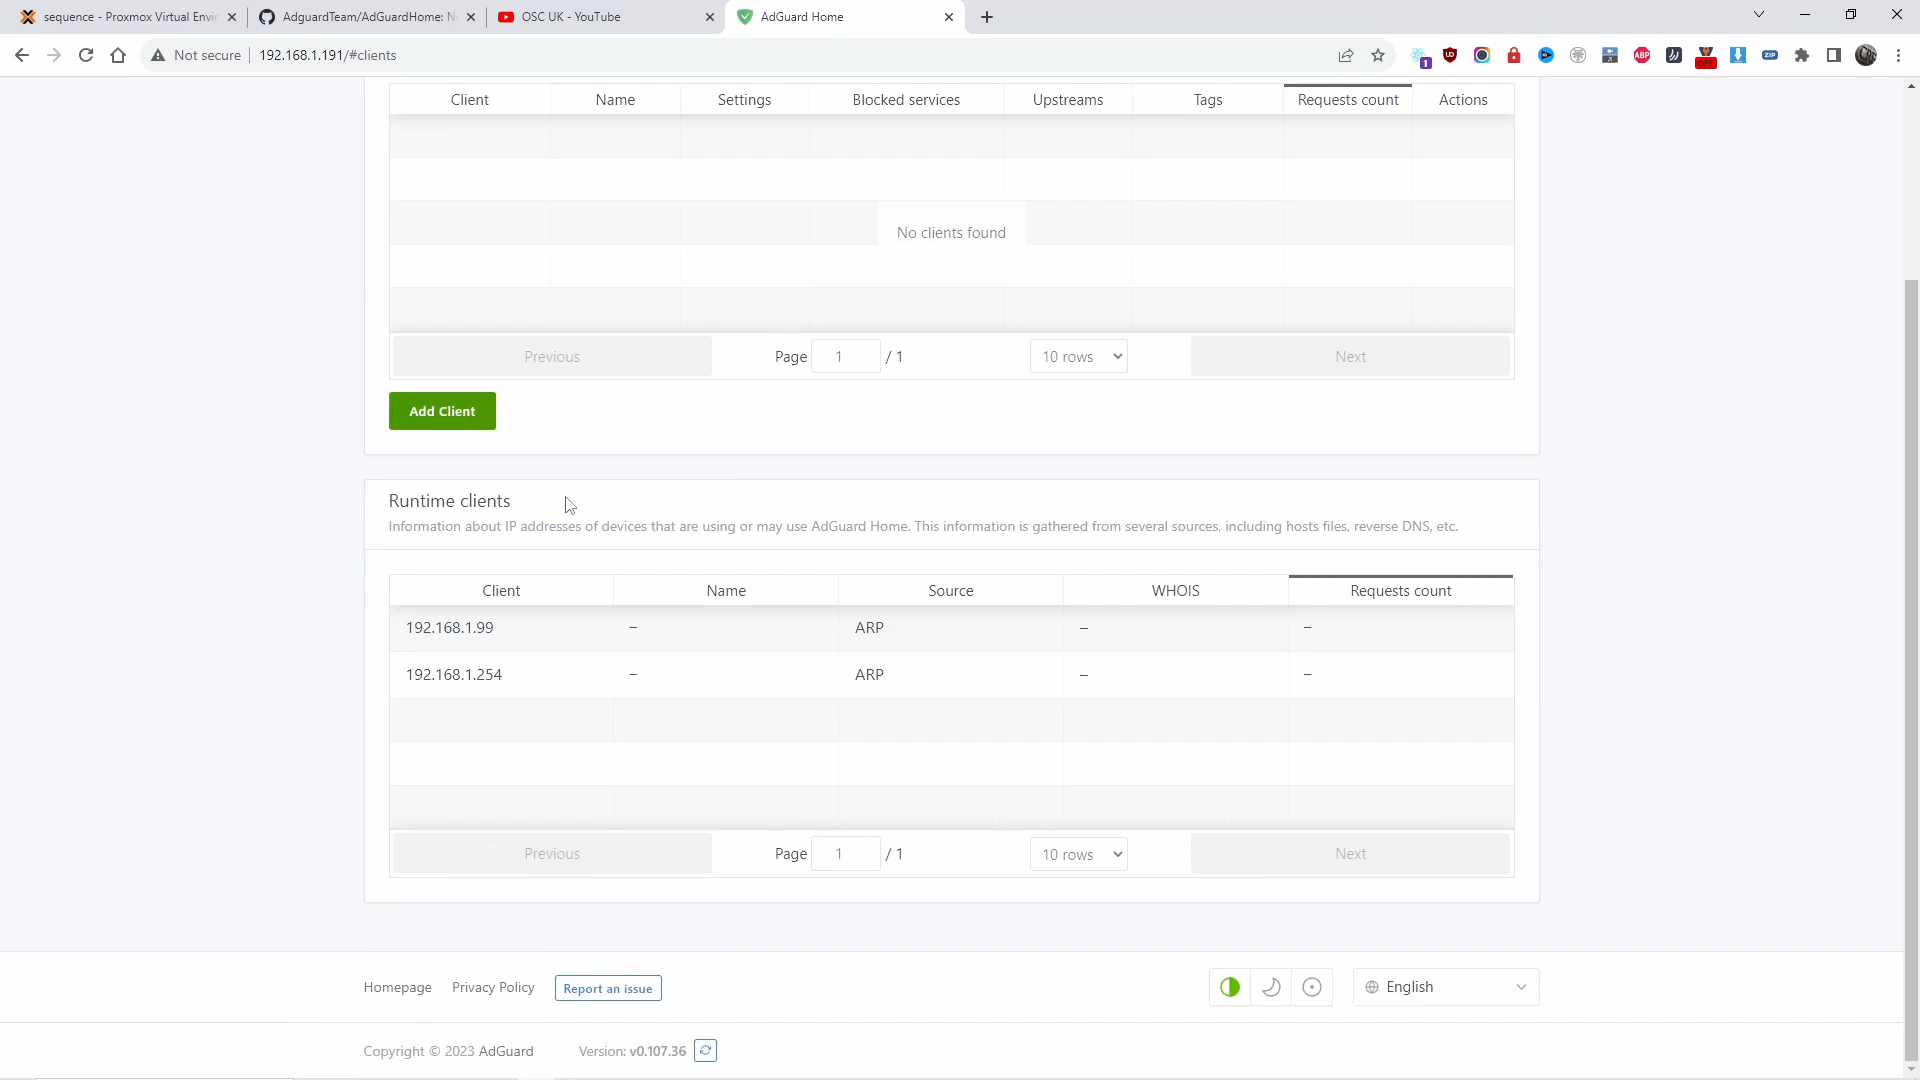 sequence - Proxmox Virtual Envir
AdguardTeam/AdGuardHome: N
OSC UK - YouTube
AdGuard Home
Not secure
192.168.1.191/#clients
1
ABP
ZIP
Client
Name
Settings
Blocked services
Upstreams
Tags
Requests count
Actions
No clients found
Previous
Page 1 / 1
10 rows
Next
Add Client
Runtime clients
Information about IP addresses of devices that are using or may use AdGuard Home. This information is gathered from several sources, including hosts files, reverse DNS, etc.
Client
Name
Source
WHOIS
Requests count
192.168.1.99 – ARP – –
192.168.1.254 – ARP – –
Previous
Page 1 / 1
10 rows
Next
Homepage
Privacy Policy
Report an issue
English
Copyright © 2023 AdGuard
Version: v0.107.36